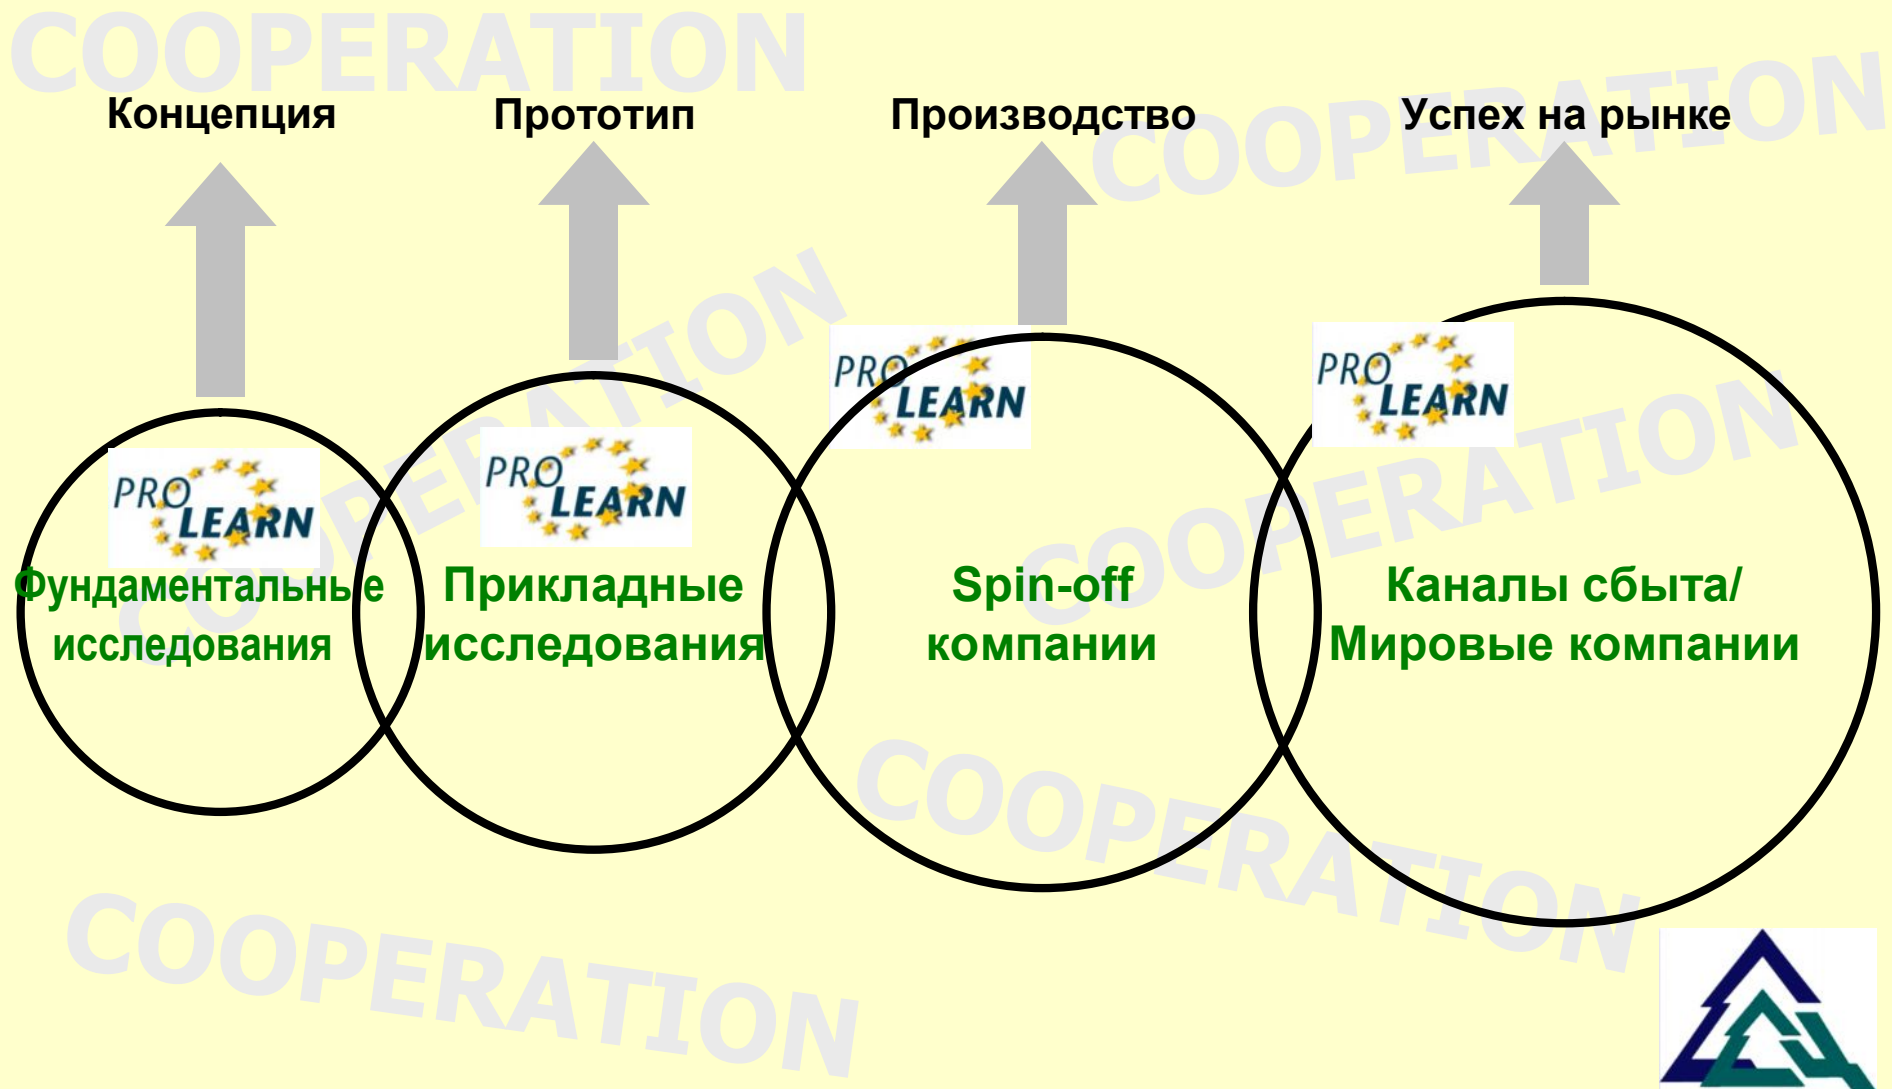 COOPERATION
COOPERATION
Концепция
Прототип
Производство
Успех на рынке
COOPERATION
PRO
LEARN
PRO
LEARN
PRO
LEARN
PRO
LEARN
COOPERATION
Фундаментальные
исследования
Прикладные
исследования
Spin-off
компании
Каналы сбыта/
Мировые компании
COOPERATION
COOPERATION